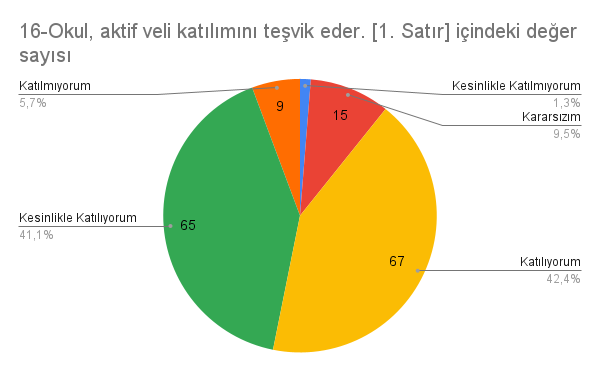 16-Okul, aktif veli katılımını teşvik eder. [1. Satır] içindeki değer
sayısı
Katılmıyorum
5,7%
Kesinlikle Katılmıyorum
1,3%
Kararsızım
9,5%
9
15
Kesinlikle Katılıyorum
41,1%
65
67
Katılıyorum
42,4%